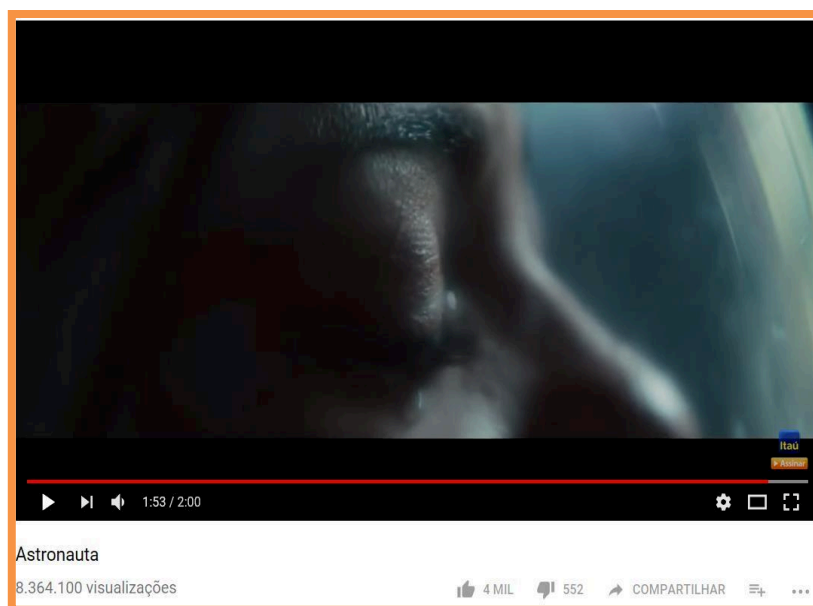 Itaú
Assinar
1:53 / 2:00
Astronauta
8.364.100 visualizações
4 MIL 552 COMPARTILHAR